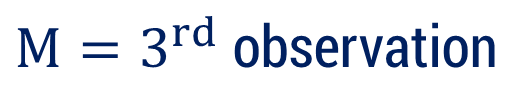 M = 3rd observation